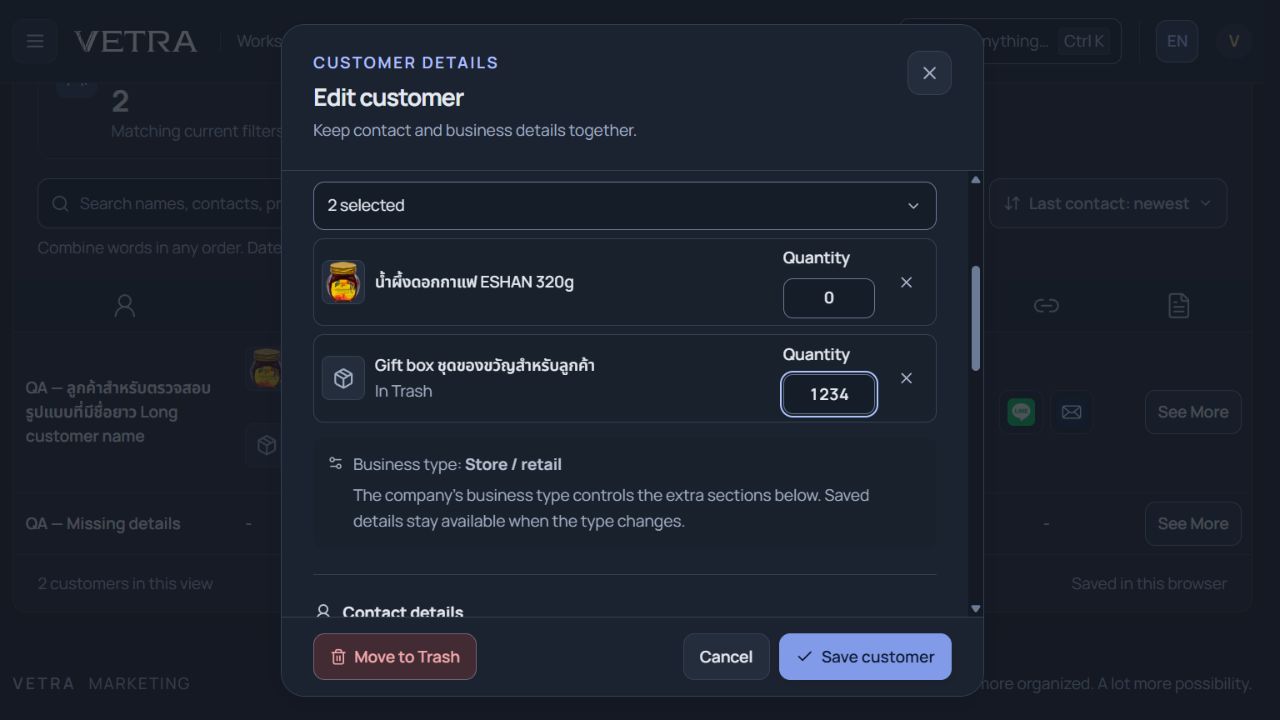 VETRA
Works
nything...
Ctrl K
EN
V
2
Matching current filters
Search names, contacts, pr
Last contact: newest
Combine words in any order. Date
QA — ลูกค้าสำหรับตรวจสอบ
รูปแบบที่มีชื่อยาว Long
customer name
See More
QA — Missing details
-
-
See More
2 customers in this view
Saved in this browser
VETRA MARKETING
more organized. A lot more possibility.
CUSTOMER DETAILS
Edit customer
Keep contact and business details together.
2 selected
น้ำผึ้งดอกกาแฟ ESHAN 320g
Quantity
0
Gift box ชุดของขวัญสำหรับลูกค้า
In Trash
Quantity
1234
Business type: Store / retail
The company's business type controls the extra sections below. Saved
details stay available when the type changes.
Contact details
Move to Trash
Cancel
Save customer